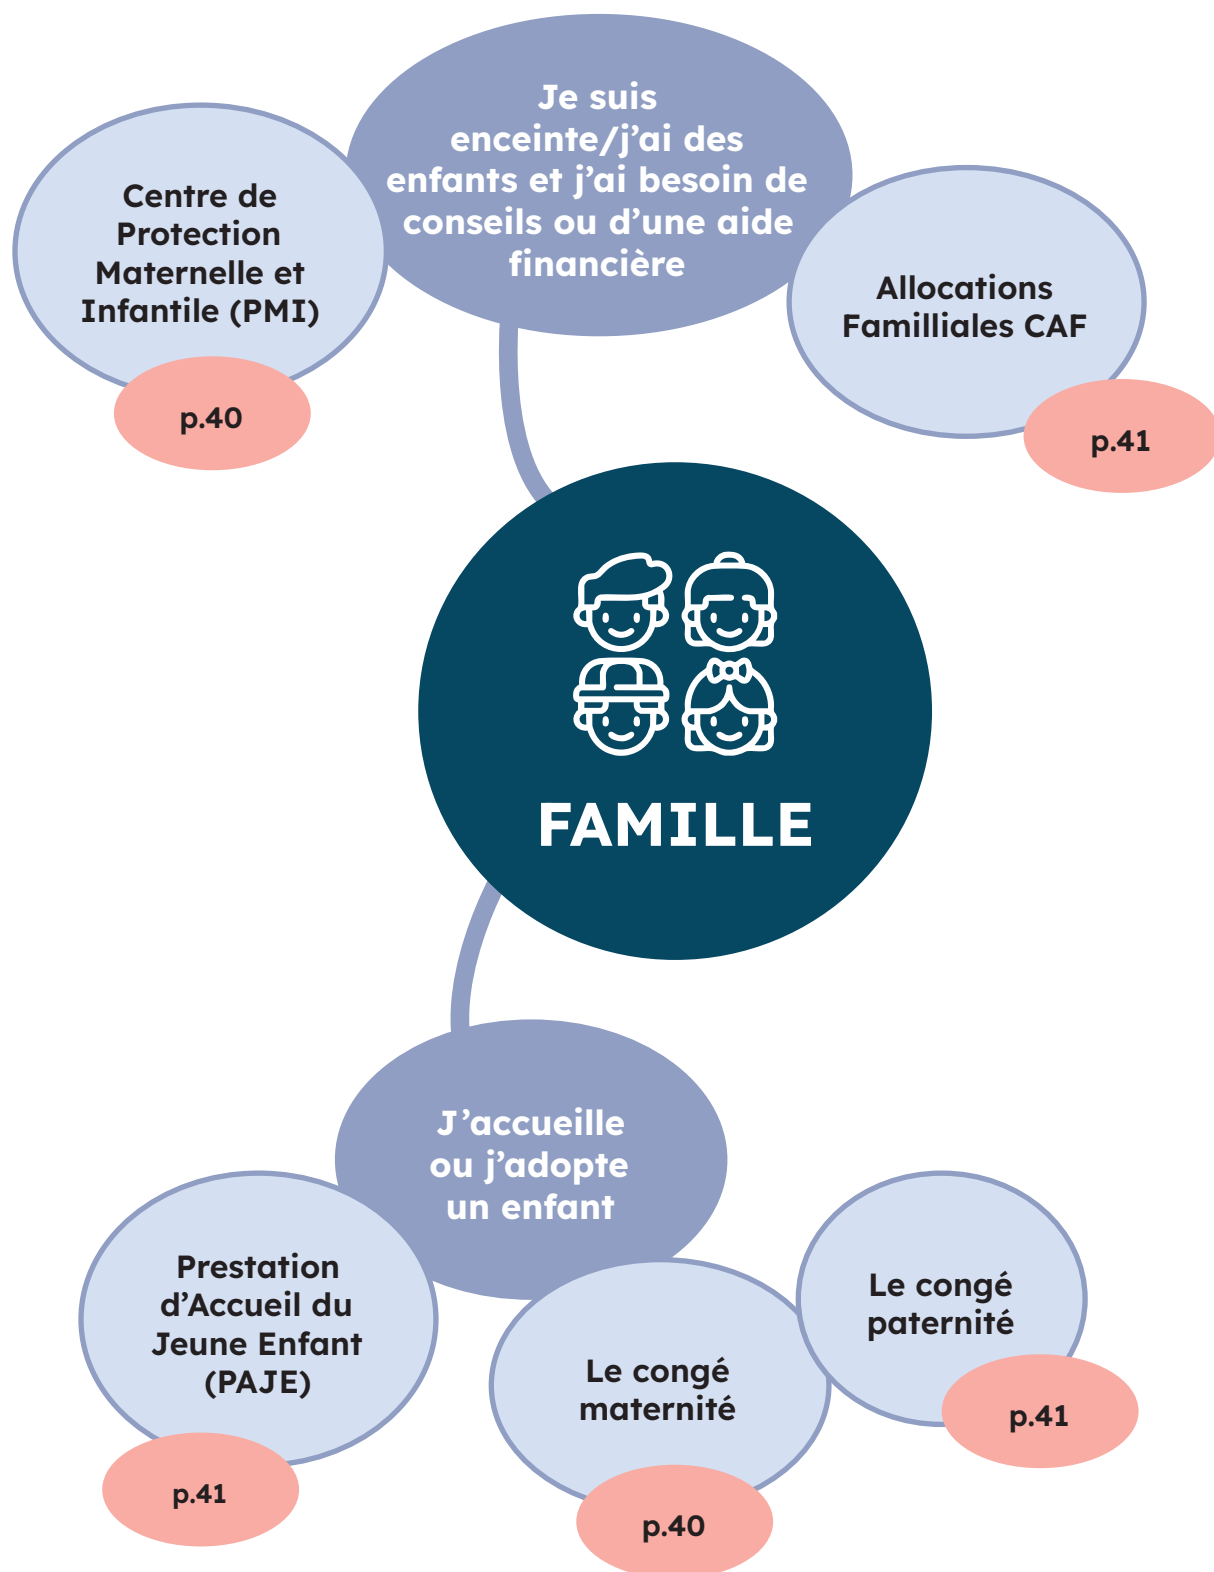 Je suis
enceinte/j'ai des
enfants et j'ai besoin de
conseils ou d'une aide
financière
Centre de
Protection
Maternelle et
Infantile (PMI)
p.40
Allocations
Familliales CAF
p.41
FAMILLE
J'accueille
ou j'adopte
un enfant
Prestation
d'Accueil du
Jeune Enfant
(PAJE)
p.41
Le congé
maternité
p.40
Le congé
paternité
p.41